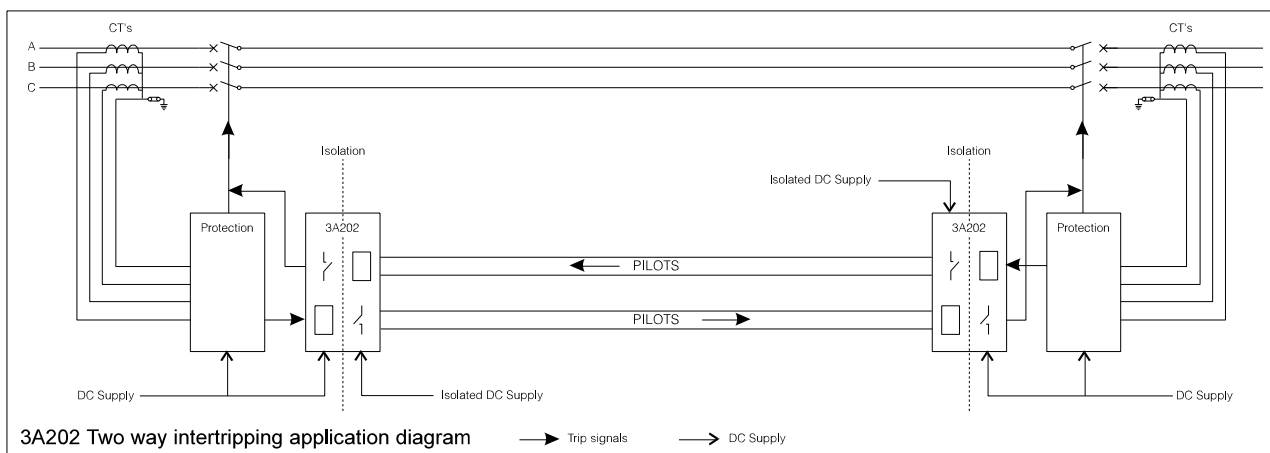 CT's
CT's
A
B
C
Isolation
Isolation
Isolated DC Supply
Protection
3A202
3A202
Protection
PILOTS
PILOTS
DC Supply
Isolated DC Supply
DC Supply
3A202 Two way intertripping application diagram
Trip signals
DC Supply